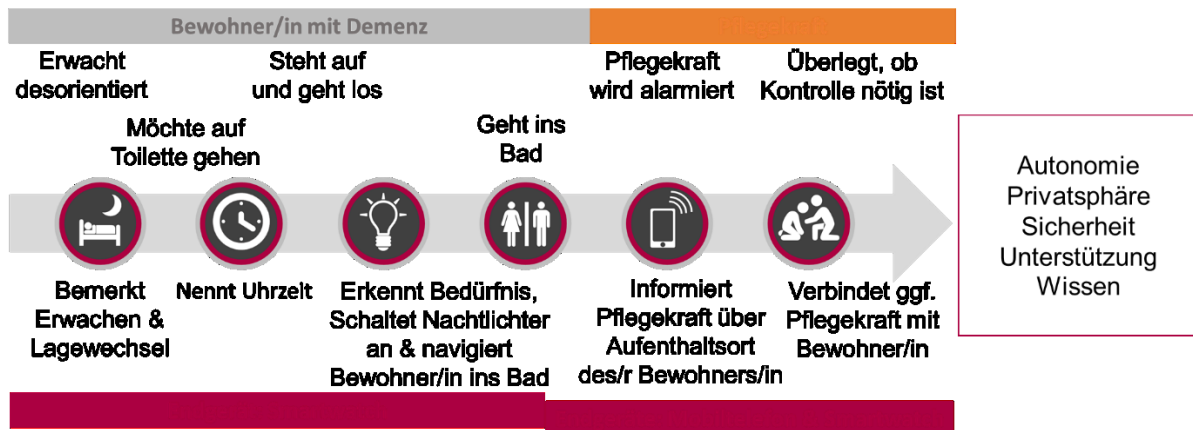 Bewohner/in mit Demenz
Erwacht
desorientiert
Steht auf
und geht los
Pflegekraft
wird alarmiert
Überlegt, ob
Kontrolle nötig ist
Möchte auf
Toilette gehen
Geht ins
Bad
Bemerkt
Erwachen &
Lagewechsel
Nennt Uhrzeit
Erkennt Bedürfnis,
Schaltet Nachtlichter
an & navigiert
Bewohner/in ins Bad
Informiert
Pflegekraft über
Aufenthaltsort
des/r Bewohners/in
Verbindet ggf.
Pflegekraft mit
Bewohner/in
Autonomie
Privatsphäre
Sicherheit
Unterstützung
Wissen